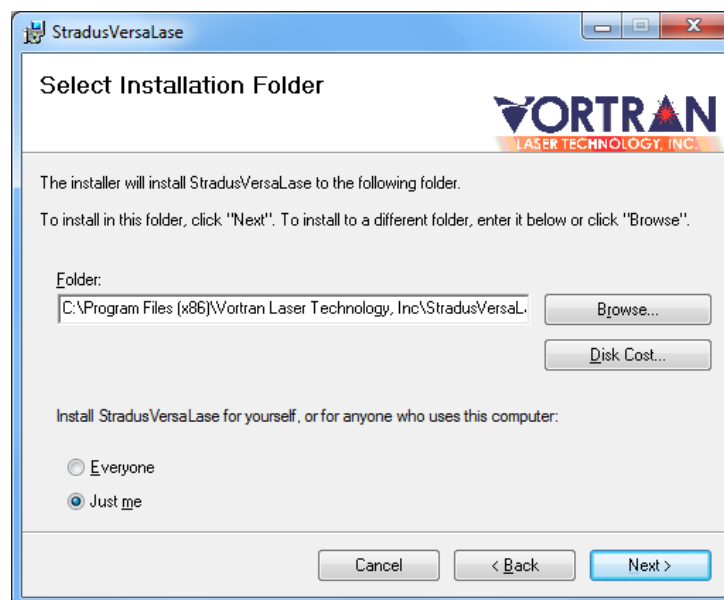 StradusVersaLase
Select Installation Folder
VORTRAN
LASER TECHNOLOGY, INC.
The installer will install StradusVersaLase to the following folder.
To install in this folder, click "Next". To install to a different folder, enter it below or click "Browse".
Folder:
C:\Program Files (x86)\Vortran Laser Technology, Inc\StradusVersaL
Browse...
Disk Cost...
Install StradusVersaLase for yourself, or for anyone who uses this computer:
Everyone
Just me
Cancel
< Back
Next >